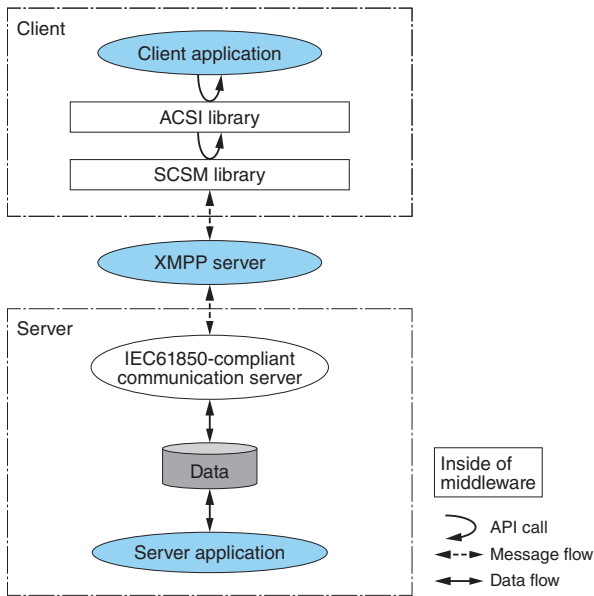 Client
Client application
ACSI library
SCSM library
XMPP server
Server
IEC61850-compliant
communication server
Data
Server application
Inside of
middleware
API call
Message flow
Data flow